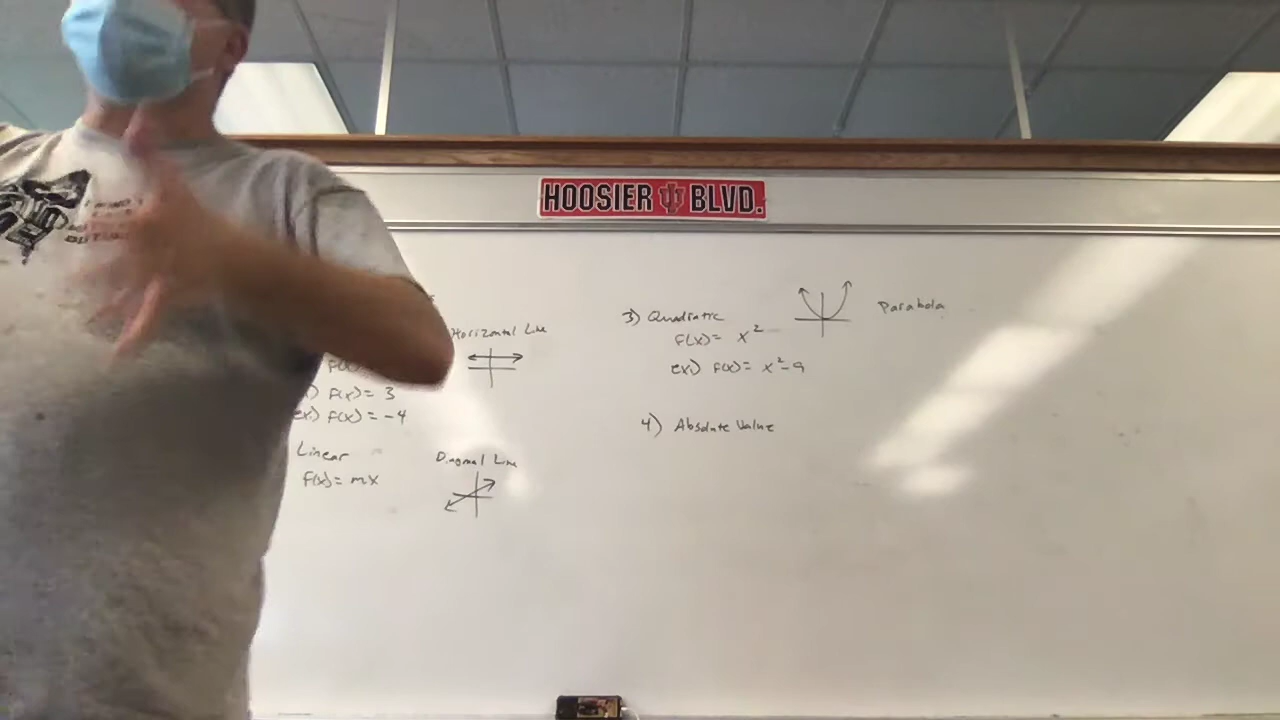 HOOSIER BLVD.
Horizontal Line
F(x)
F(x) = 3
ex) F(x) = -4
Linear
F(x) = mx
Diagonal Line
3) Quadratic
F(x) = x²
ex) F(x) = x²-9
Parabola
4) Absolute Value